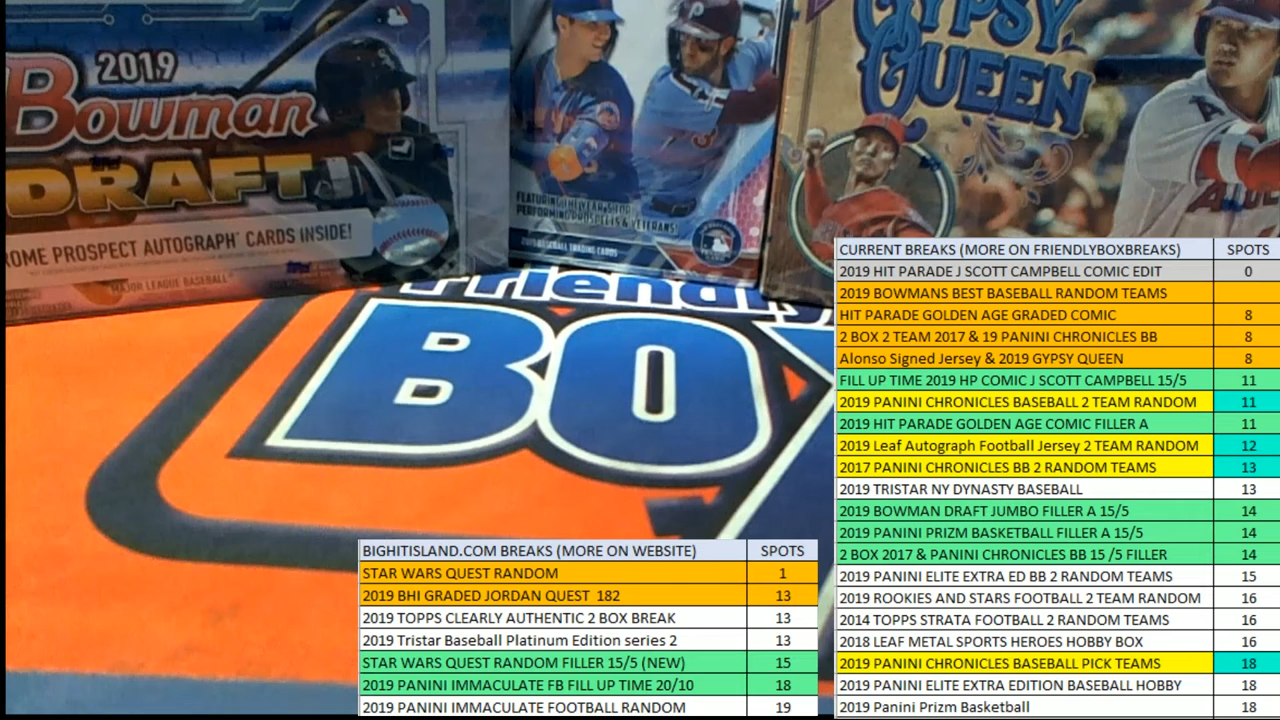 2019
Bowman
DRAFT
OME PROSPECT AUTOGRAPH CARDS INSIDE!
MAJOR LEAGUE BASEBALL
PERFORMING PROSPECTS & VETERANS!
2019 BASEBALL TRADING CARDS
GYPSY
QUEEN
Friendly
BO
CURRENT BREAKS (MORE ON FRIENDLYBOXBREAKS) SPOTS
2019 HIT PARADE J SCOTT CAMPBELL COMIC EDIT 0
2019 BOWMANS BEST BASEBALL RANDOM TEAMS
HIT PARADE GOLDEN AGE GRADED COMIC 8
2 BOX 2 TEAM 2017 & 19 PANINI CHRONICLES BB 8
Alonso Signed Jersey & 2019 GYPSY QUEEN 8
FILL UP TIME 2019 HP COMIC J SCOTT CAMPBELL 15/5 11
2019 PANINI CHRONICLES BASEBALL 2 TEAM RANDOM 11
2019 HIT PARADE GOLDEN AGE COMIC FILLER A 11
2019 Leaf Autograph Football Jersey 2 TEAM RANDOM 12
2017 PANINI CHRONICLES BB 2 RANDOM TEAMS 13
2019 TRISTAR NY DYNASTY BASEBALL 13
2019 BOWMAN DRAFT JUMBO FILLER A 15/5 14
2019 PANINI PRIZM BASKETBALL FILLER A 15/5 14
2 BOX 2017 & PANINI CHRONICLES BB 15 /5 FILLER 14
2019 PANINI ELITE EXTRA ED BB 2 RANDOM TEAMS 15
2019 ROOKIES AND STARS FOOTBALL 2 TEAM RANDOM 16
2014 TOPPS STRATA FOOTBALL 2 RANDOM TEAMS 16
2018 LEAF METAL SPORTS HEROES HOBBY BOX 16
2019 PANINI CHRONICLES BASEBALL PICK TEAMS 18
2019 PANINI ELITE EXTRA EDITION BASEBALL HOBBY 18
2019 Panini Prizm Basketball 18
BIGHITISLAND.COM BREAKS (MORE ON WEBSITE) SPOTS
STAR WARS QUEST RANDOM 1
2019 BHI GRADED JORDAN QUEST 182 13
2019 TOPPS CLEARLY AUTHENTIC 2 BOX BREAK 13
2019 Tristar Baseball Platinum Edition series 2 13
STAR WARS QUEST RANDOM FILLER 15/5 (NEW) 15
2019 PANINI IMMACULATE FB FILL UP TIME 20/10 18
2019 PANINI IMMACULATE FOOTBALL RANDOM 19